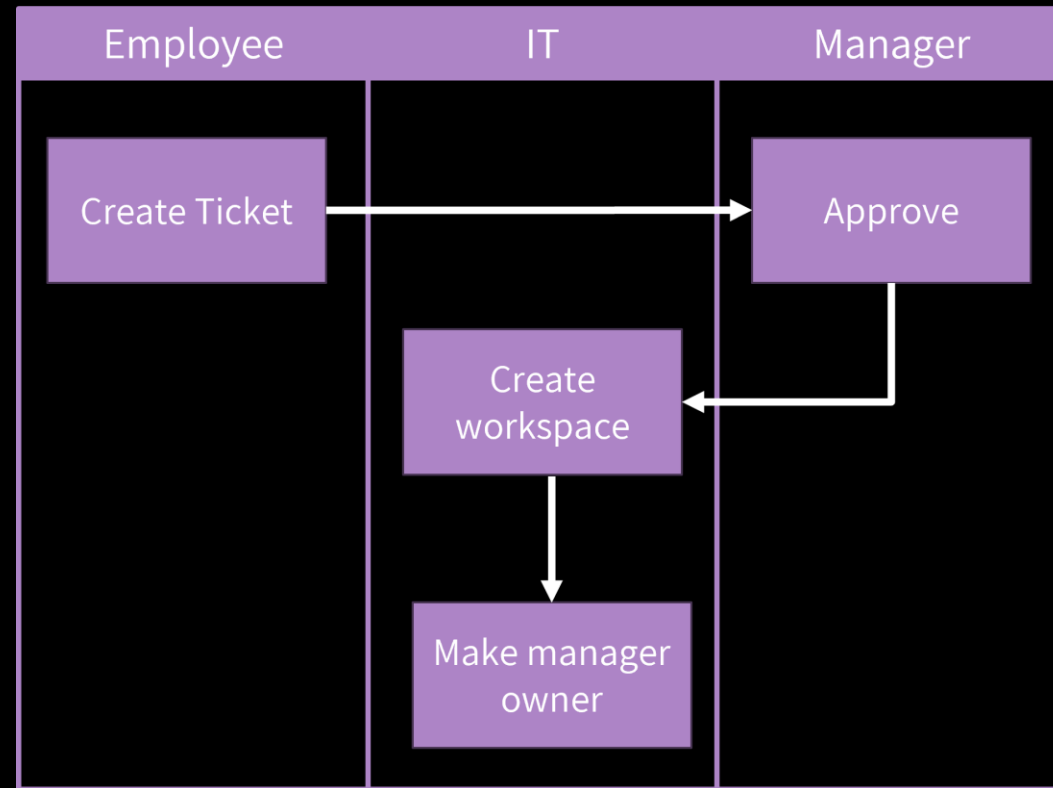 Employee
IT
Manager
Create Ticket
Approve
Create
workspace
Make manager
owner